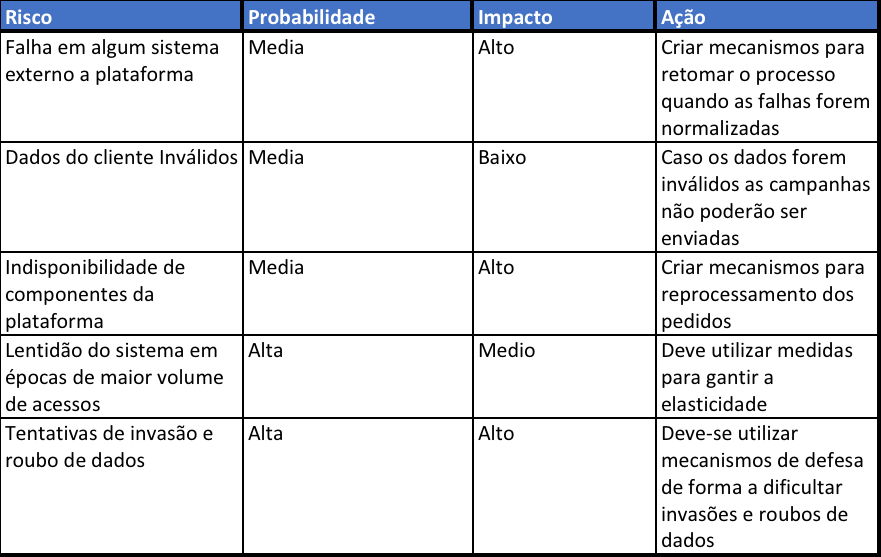 Risco Probabilidade Impacto Ação
Falha em algum sistema Media Alto Criar mecanismos para
externo a plataforma retomar o processo
quando as falhas forem
normalizadas
Dados do cliente Inválidos Media Baixo Caso os dados forem
inválidos as campanhas
não poderão ser
enviadas
Indisponibilidade de Media Alto Criar mecanismos para
componentes da reprocessamento dos
plataforma pedidos
Lentidão do sistema em Alta Medio Deve utilizar medidas
épocas de maior volume para gantir a
de acessos elasticidade
Tentativas de invasão e Alta Alto Deve-se utilizar
roubo de dados mecanismos de defesa
de forma a dificultar
invasões e roubos de
dados